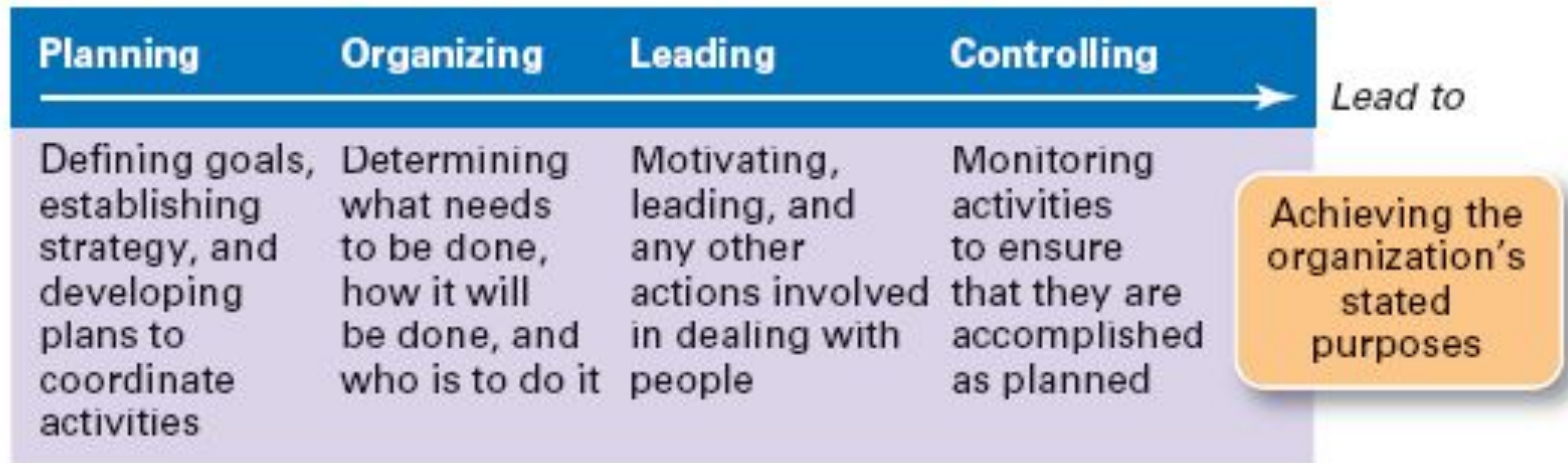 Planning
Organizing
Leading
Controlling
Lead to
Defining goals,
establishing
strategy, and
developing
plans to
coordinate
activities
Determining
what needs
to be done,
how it will
be done, and
who is to do it
Motivating,
leading, and
any other
actions involved
in dealing with
people
Monitoring
activities
to ensure
that they are
accomplished
as planned
Achieving the
organization's
stated
purposes